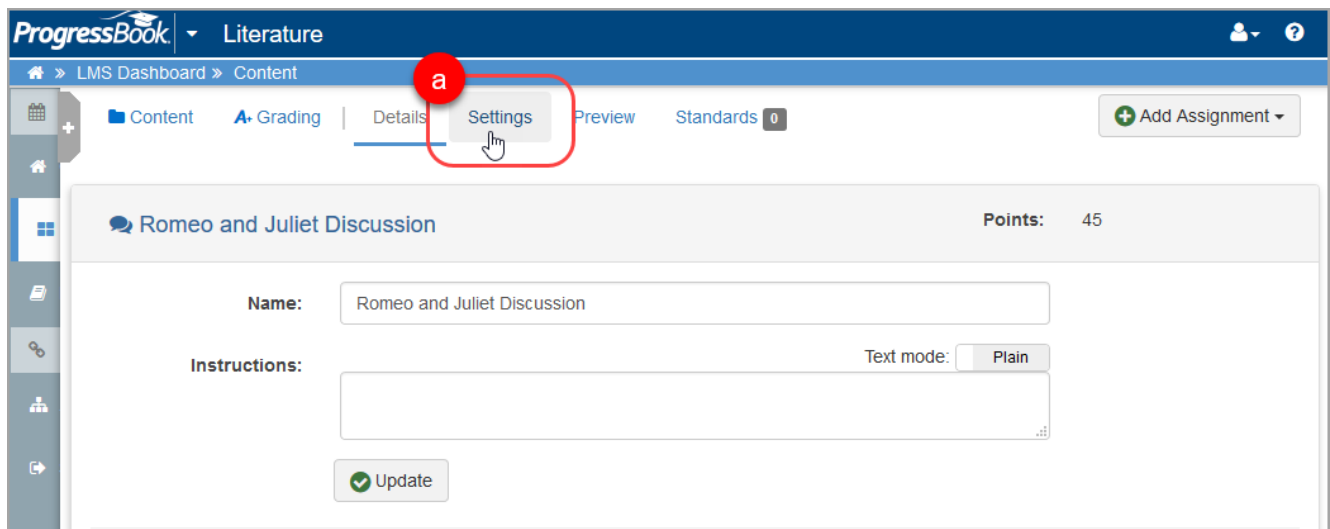 ProgressBook Literature
LMS Dashboard » Content
a
Content A+ Grading | Details Settings Preview Standards 0 Add Assignment
Romeo and Juliet Discussion Points: 45
Name: Romeo and Juliet Discussion
Text mode: Plain
Instructions:
Update